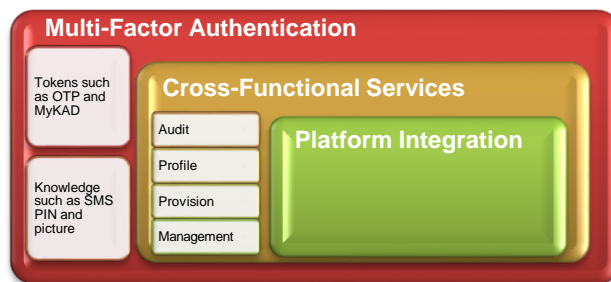 Multi-Factor Authentication
Tokens such
as OTP and
MyKAD
Knowledge
such as SMS
PIN and
picture
Cross-Functional Services
Audit
Profile
Provision
Management
Platform Integration